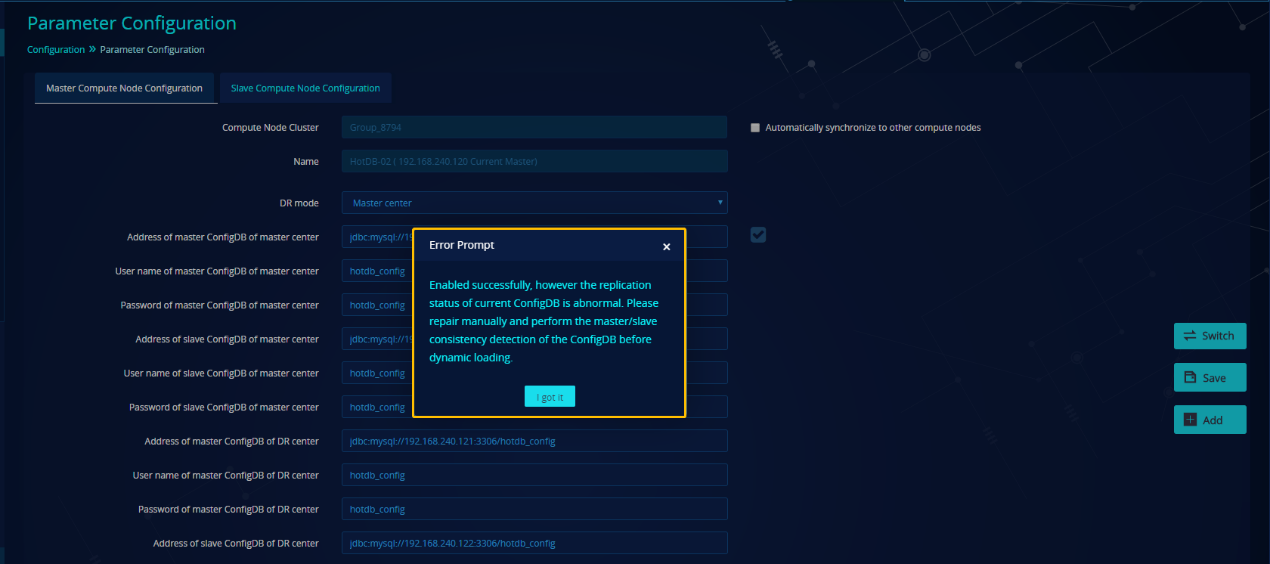 Parameter Configuration
Configuration » Parameter Configuration
Master Compute Node Configuration
Slave Compute Node Configuration
Compute Node Cluster
Group_8794
Automatically synchronize to other compute nodes
Name
HotDB-02 ( 192.168.240.120 Current Master)
DR mode
Master center
Address of master ConfigDB of master center
jdbc:mysql://19
User name of master ConfigDB of master center
hotdb_config
Password of master ConfigDB of master center
hotdb_config
Address of slave ConfigDB of master center
jdbc:mysql://19
User name of slave ConfigDB of master center
hotdb_config
Password of slave ConfigDB of master center
hotdb_config
Address of master ConfigDB of DR center
jdbc:mysql://192.168.240.121:3306/hotdb_config
User name of master ConfigDB of DR center
hotdb_config
Password of master ConfigDB of DR center
hotdb_config
Address of slave ConfigDB of DR center
jdbc:mysql://192.168.240.122:3306/hotdb_config
Error Prompt
Enabled successfully, however the replication
status of current ConfigDB is abnormal. Please
repair manually and perform the master/slave
consistency detection of the ConfigDB before
dynamic loading.
I got it
Switch
Save
Add